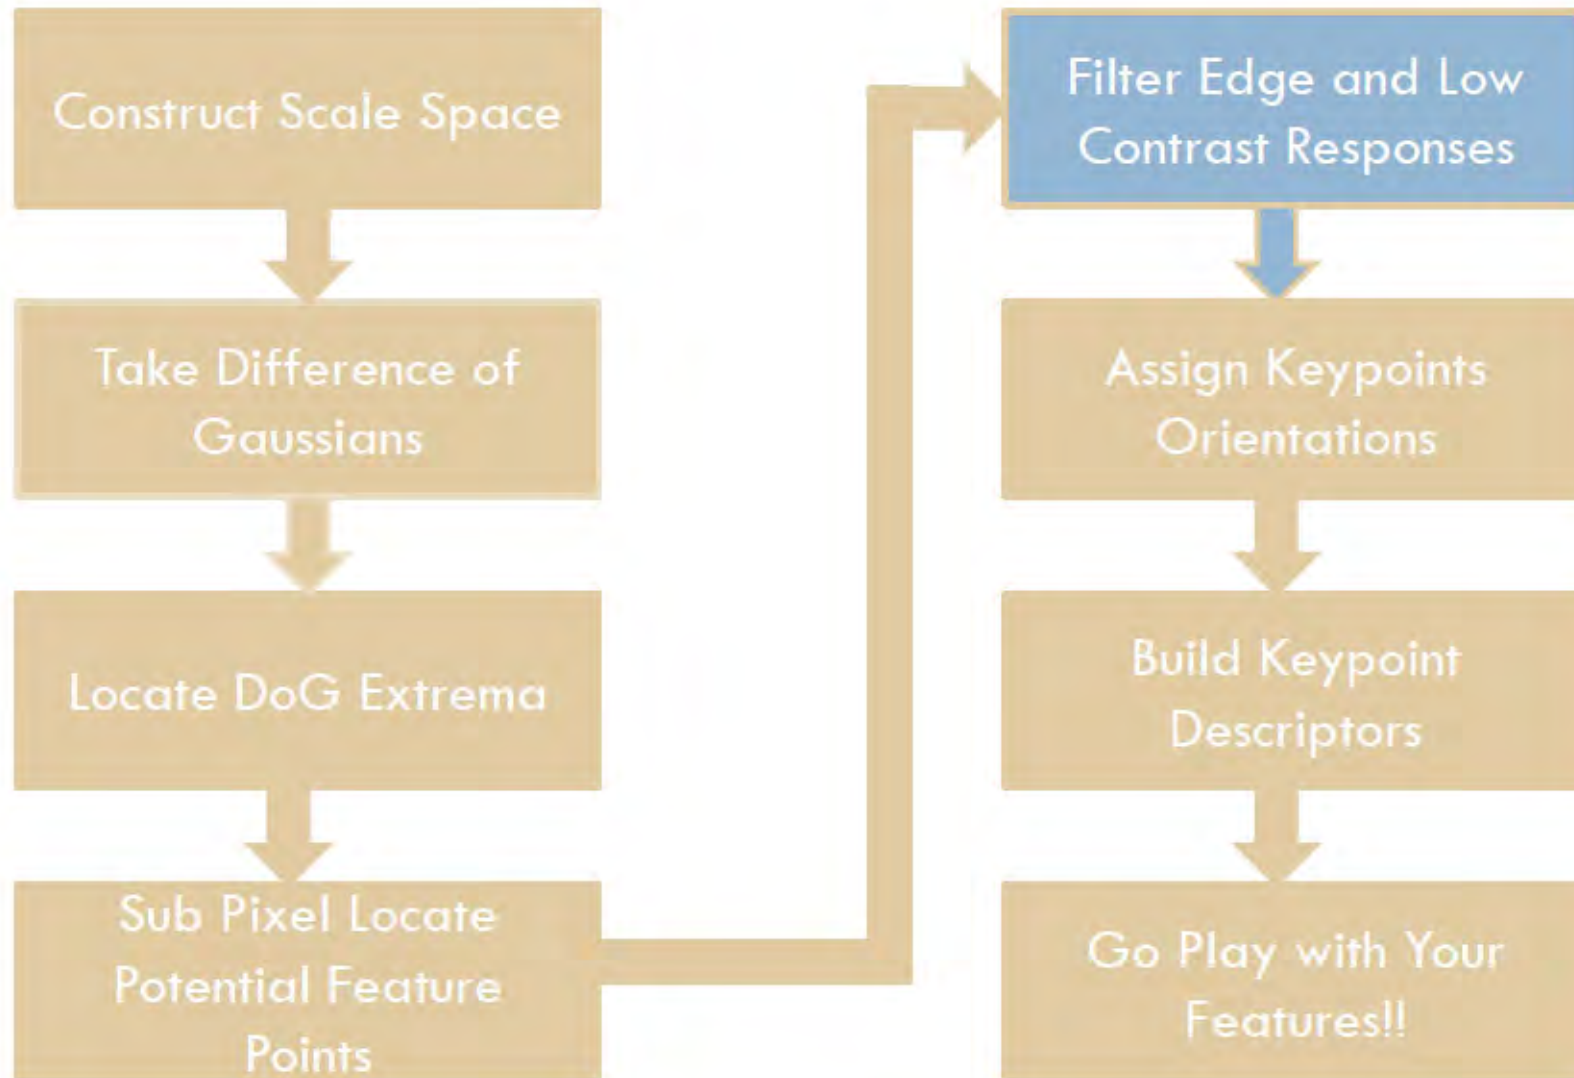 Construct Scale Space
Take Difference of
Gaussians
Locate DoG Extrema
Sub Pixel Locate
Potential Feature
Points
Filter Edge and Low
Contrast Responses
Assign Keypoints
Orientations
Build Keypoint
Descriptors
Go Play with Your
Features!!